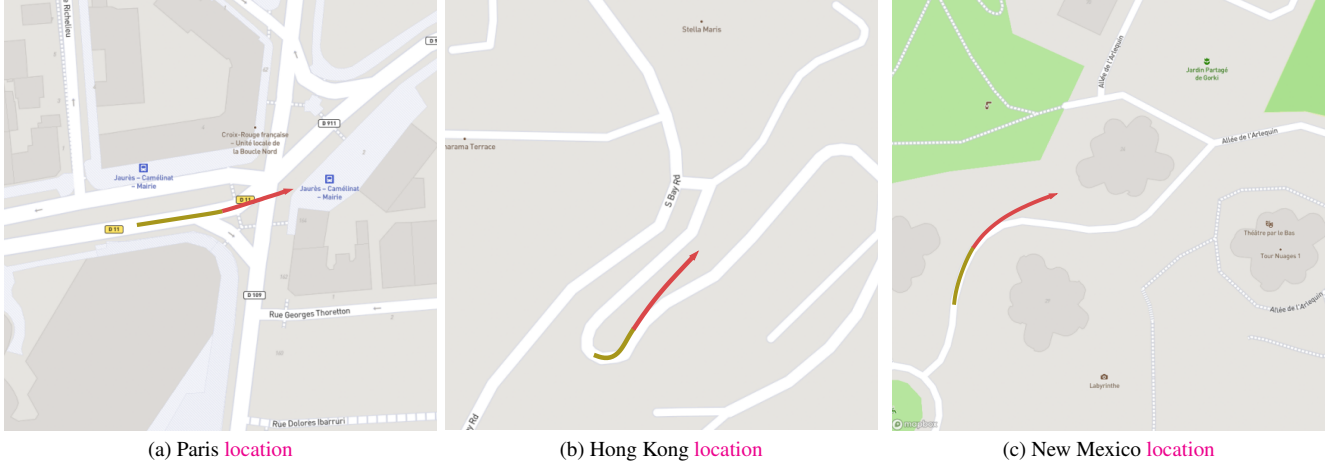 a Richelieu
D 911
Croix-Rouge française
- Unité locale de
la Boucle Nord
Jaurès - Camélinat
- Mairie
Jaurès - Camélinat
- Mairie
D 11
D 11
D 109
Rue Georges Thoretton
Rue Dolores Ibarruri
(a) Paris location
Stella Maris
narama Terrace
S Bay Rd
ay Rd
(b) Hong Kong location
Allée de l'Arlequin
Jardin Partagé
de Gorki
Allée de l'Arlequin
Théâtre par le Bas
Tour Nuages 1
Allée de l'Arlequin
Labyrinthe
mapbox
(c) New Mexico location